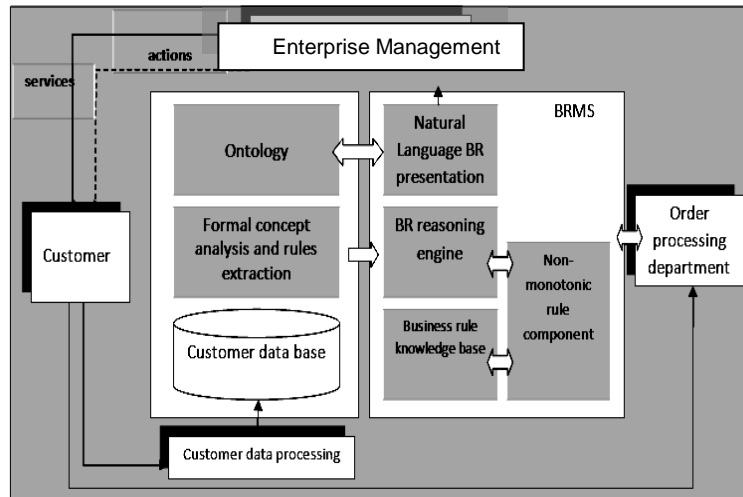 Enterprise Management
actions
services
BRMS
Ontology
Natural
Language BR
presentation
Customer
Formal concept
analysis and rules
extraction
BR reasoning
engine
Non-
monotonic
rule
component
Order
processing
department
Customer data base
Business rule
knowledge base
Customer data processing